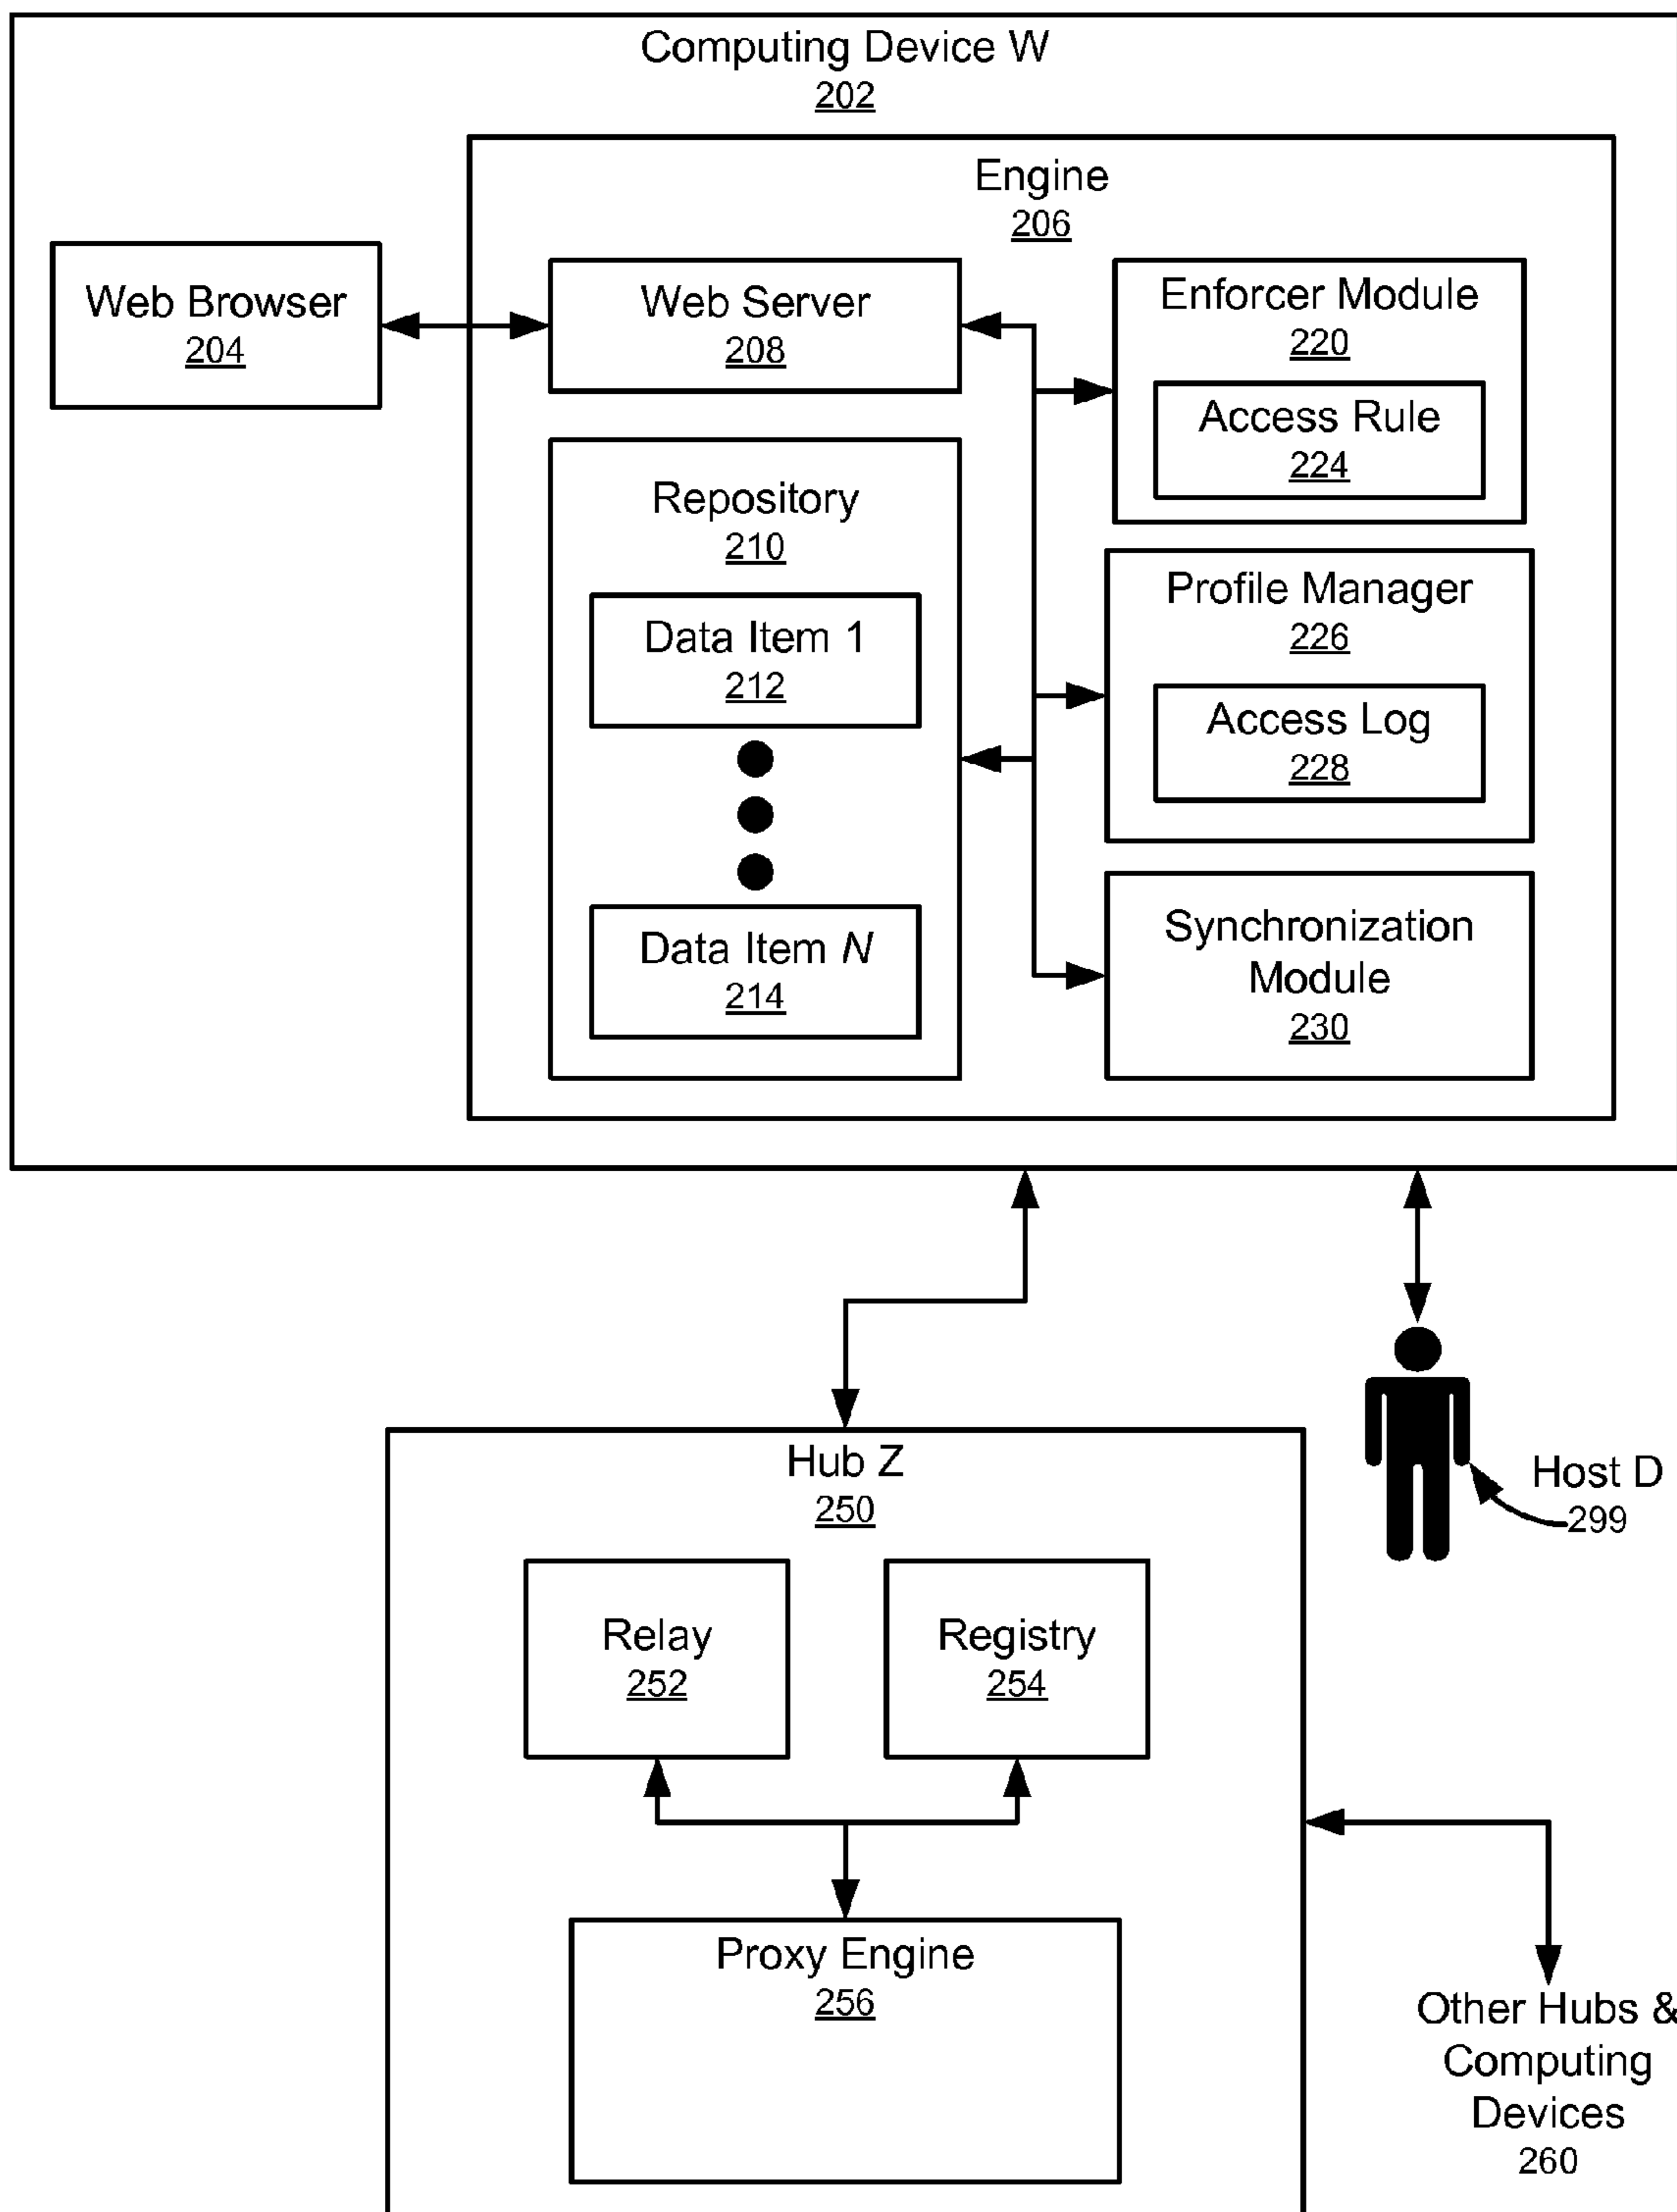 Computing Device W
202
Engine
206
Web Browser
204
Web Server
208
Enforcer Module
220
Access Rule
224
Repository
210
Data Item 1
212
Data Item N
214
Profile Manager
226
Access Log
228
Synchronization
Module
230
Host D
299
Hub Z
250
Relay
252
Registry
254
Proxy Engine
256
Other Hubs &
Computing
Devices
260